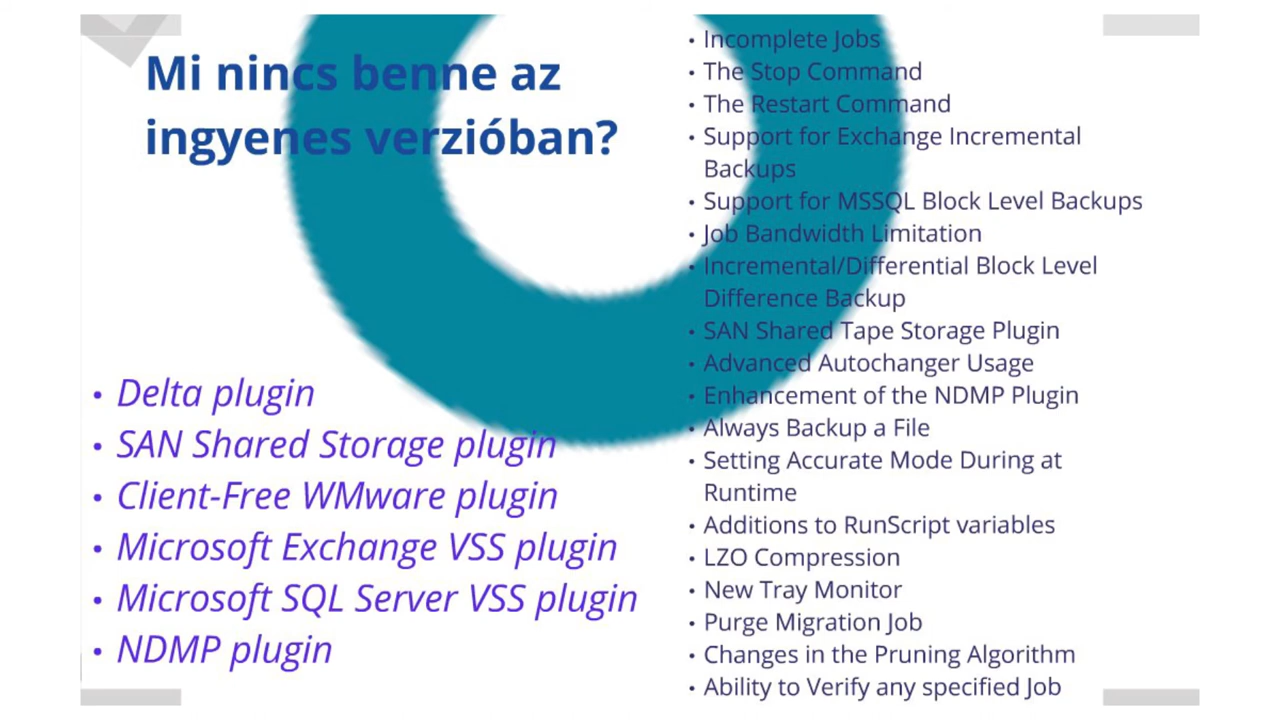 Mi nincs benne az
ingyenes verzióban?
• Delta plugin
• SAN Shared Storage plugin
• Client-Free WMware plugin
• Microsoft Exchange VSS plugin
• Microsoft SQL Server VSS plugin
• NDMP plugin
• Incomplete Jobs
• The Stop Command
• The Restart Command
• Support for Exchange Incremental
Backups
• Support for MSSQL Block Level Backups
• Job Bandwidth Limitation
• Incremental/Differential Block Level
Difference Backup
• SAN Shared Tape Storage Plugin
• Advanced Autochanger Usage
• Enhancement of the NDMP Plugin
• Always Backup a File
• Setting Accurate Mode During at
Runtime
• Additions to RunScript variables
• LZO Compression
• New Tray Monitor
• Purge Migration Job
• Changes in the Pruning Algorithm
• Ability to Verify any specified Job